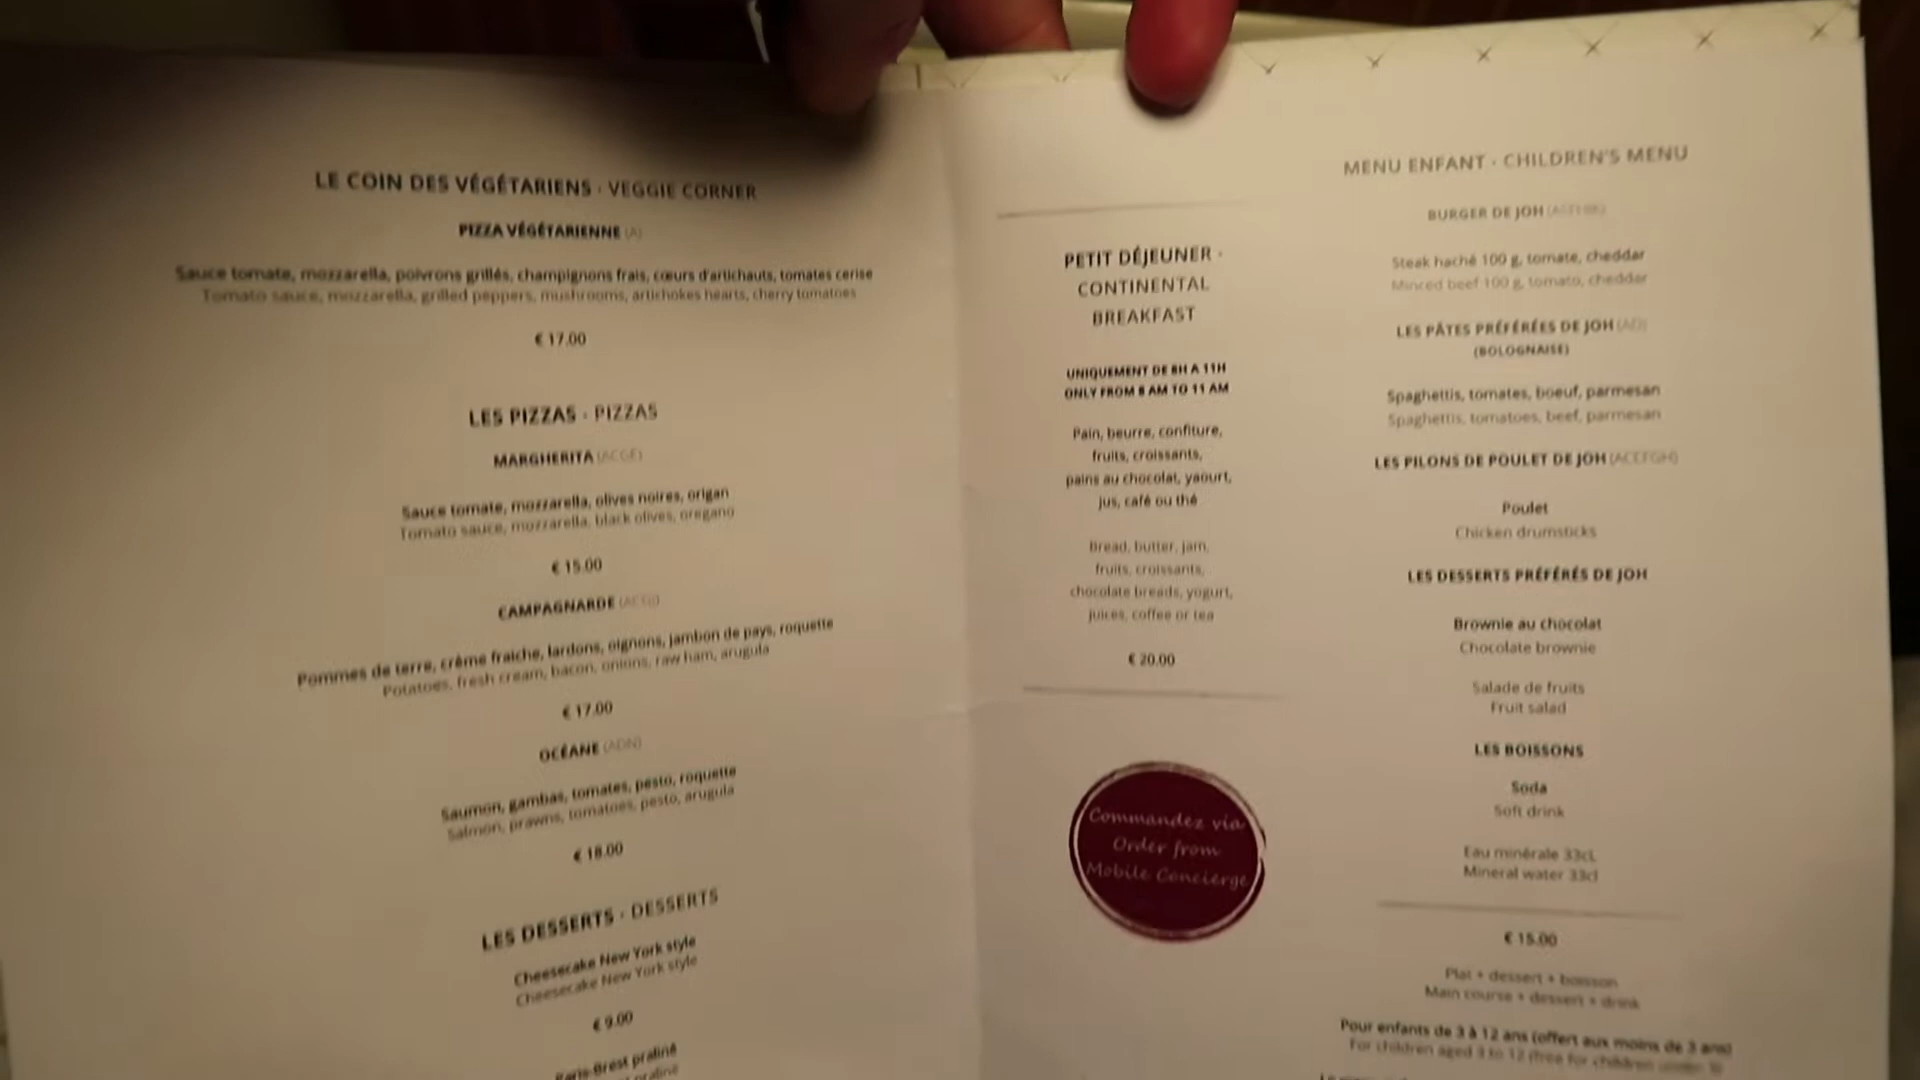 LE COIN DES VÉGÉTARIENS · VEGGIE CORNER
PIZZA VÉGÉTARIENNE (A)
Sauce tomate, mozzarella, poivrons grillés, champignons frais, cœurs d'artichauts, tomates cerise
Tomato sauce, mozzarella, grilled peppers, mushrooms, artichokes hearts, cherry tomatoes
€ 17.00
LES PIZZAS · PIZZAS
MARGHERITA
Sauce tomate, mozzarella, olives noires, origan
Tomato sauce, mozzarella, black olives, oregano
€ 15.00
CAMPAGNARDE
Pommes de terre, crême fraiche, lardons, oignons, jambon de pays, roquette
Potatoes, fresh cream, bacon, onions, raw ham, arugula
€ 17.00
OCÉANE
Saumon, gambas, tomates, pesto, roquette
Salmon, prawns, tomatoes, pesto, arugula
€ 18.00
LES DESSERTS · DESSERTS
Cheesecake New York style
Cheesecake New York style
€ 9.00
Paris-Brest praliné
praliné
PETIT DÉJEUNER ·
CONTINENTAL
BREAKFAST
UNIQUEMENT DE 8H A 11H
ONLY FROM 8 AM TO 11 AM
Pain, beurre, confiture,
fruits, croissants,
pains au chocolat, yaourt,
jus, café ou thé
Bread, butter, jam,
fruits, croissants,
chocolate breads, yogurt,
juices, coffee or tea
€ 20.00
Commandez via
Order from
Mobile Concierge
MENU ENFANT · CHILDREN'S MENU
BURGER DE JOH
Steak haché 100 g, tomate, cheddar
Minced beef 100 g, tomato, cheddar
LES PÂTES PRÉFÉRÉES DE JOH
(BOLOGNAISE)
Spaghettis, tomates, boeuf, parmesan
Spaghettis, tomatoes, beef, parmesan
LES PILONS DE POULET DE JOH
Poulet
Chicken drumsticks
LES DESSERTS PRÉFÉRÉS DE JOH
Brownie au chocolat
Chocolate brownie
Salade de fruits
Fruit salad
LES BOISSONS
Soda
Soft drink
Eau minérale 33cL
Mineral water 33cl
€ 15.00
Plat + dessert + boisson
Main course + dessert + drink
Pour enfants de 3 à 12 ans (offert aux moins de 3 ans)
For children aged 3 to 12 (free for children under 3)